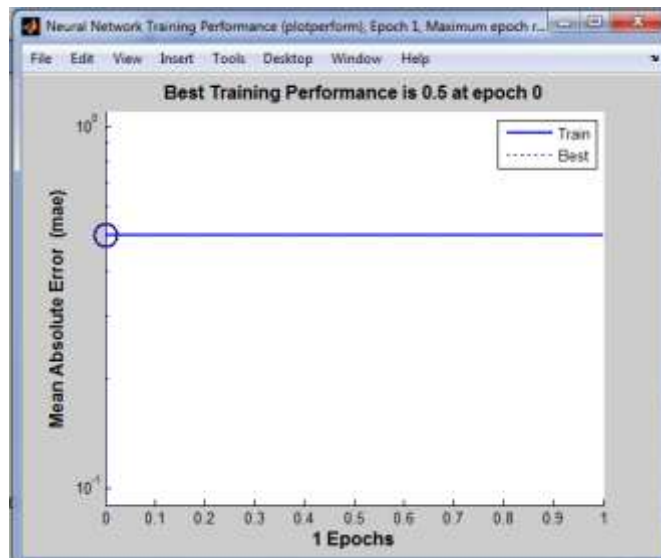 Neural Network Training Performance (plotperform), Epoch 1, Maximum epoch r...
File Edit View Insert Tools Desktop Window Help
Best Training Performance is 0.5 at epoch 0
Mean Absolute Error (mae)
10^0
10^-1
Train
Best
0 0.1 0.2 0.3 0.4 0.5 0.6 0.7 0.8 0.9 1
1 Epochs